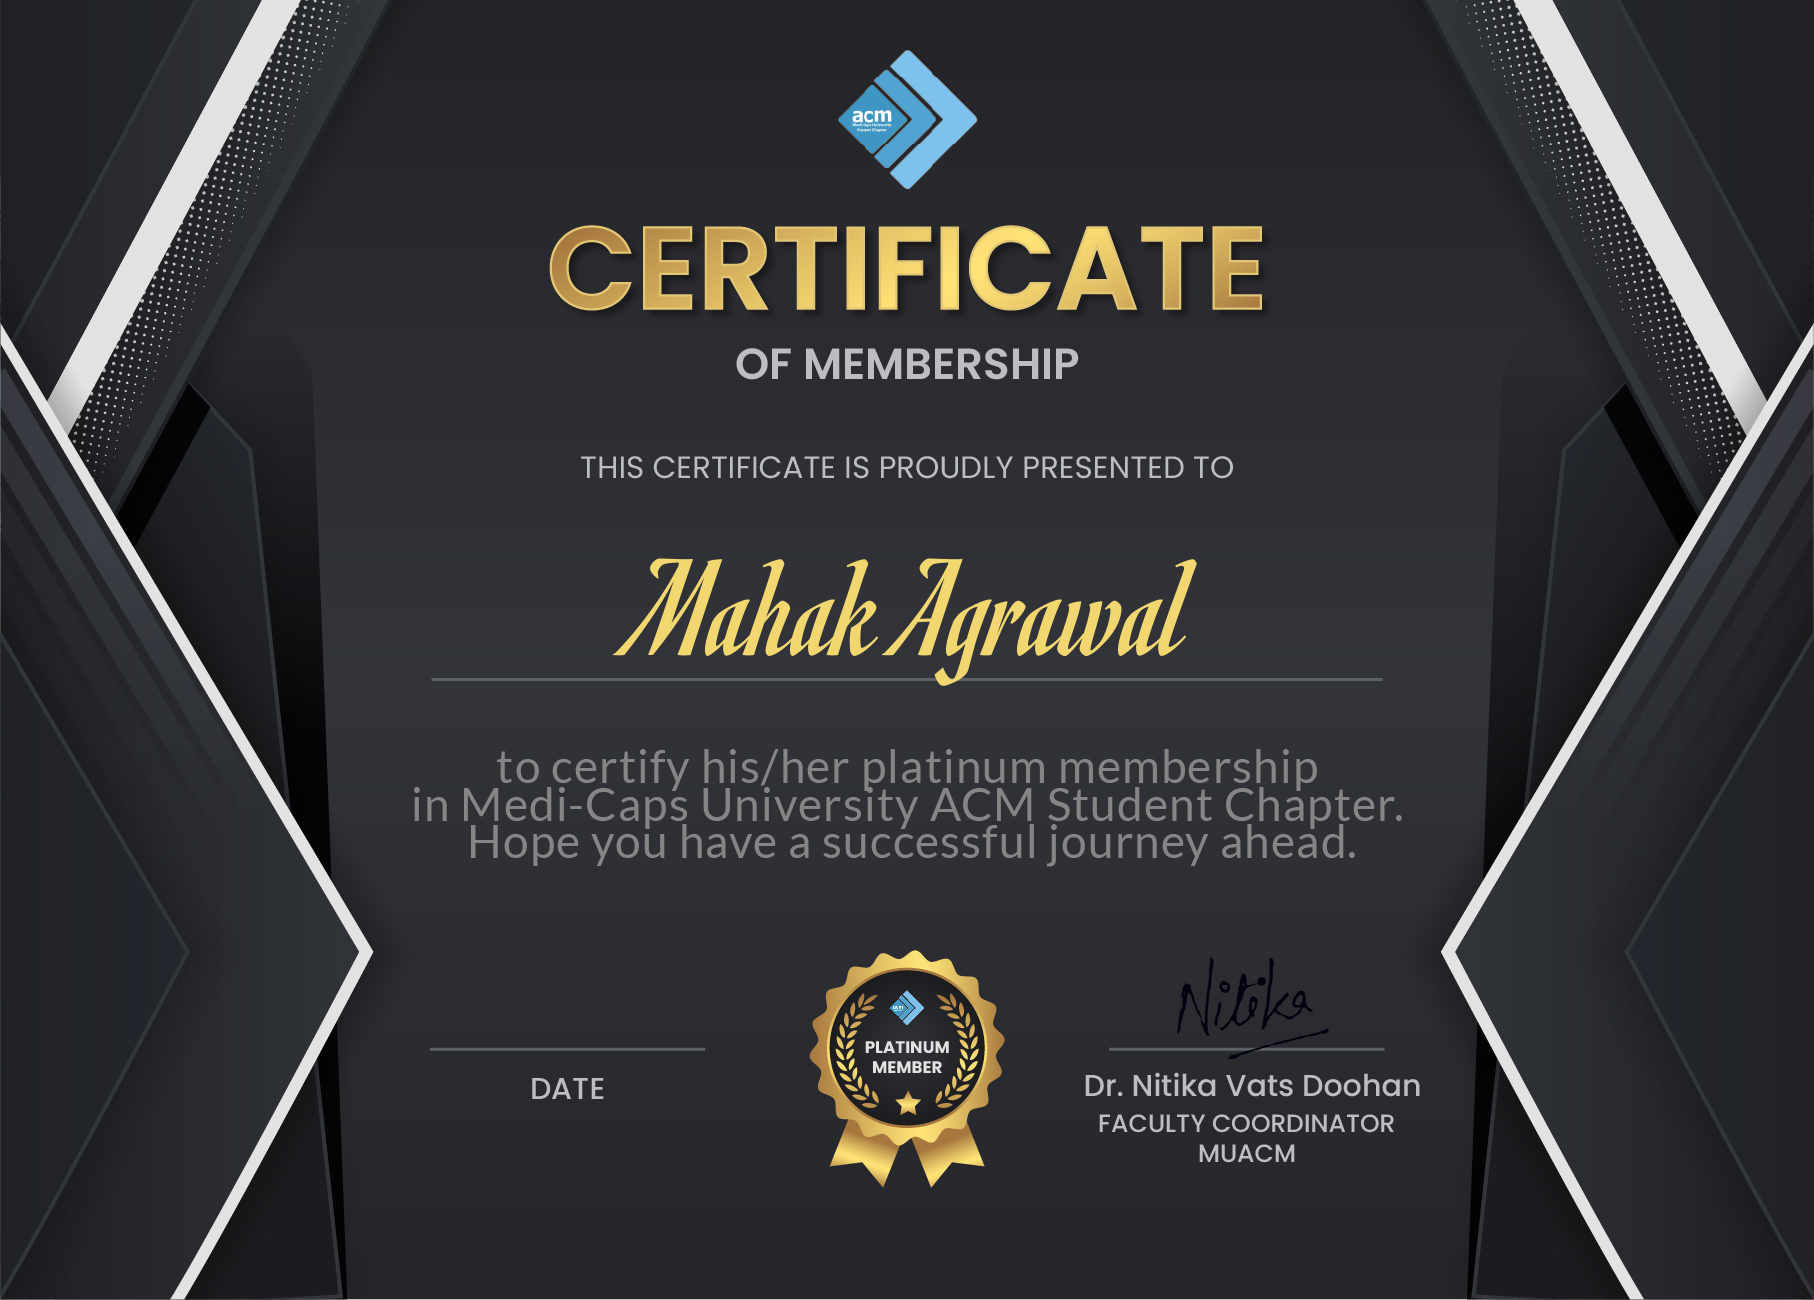 acm
Medi-Caps University
Student Chapter
CERTIFICATE
OF MEMBERSHIP
THIS CERTIFICATE IS PROUDLY PRESENTED TO
Mahak Agrawal
to certify his/her platinum membership
in Medi-Caps University ACM Student Chapter.
Hope you have a successful journey ahead.
PLATINUM
MEMBER
Nitika
DATE
Dr. Nitika Vats Doohan
FACULTY COORDINATOR
MUACM